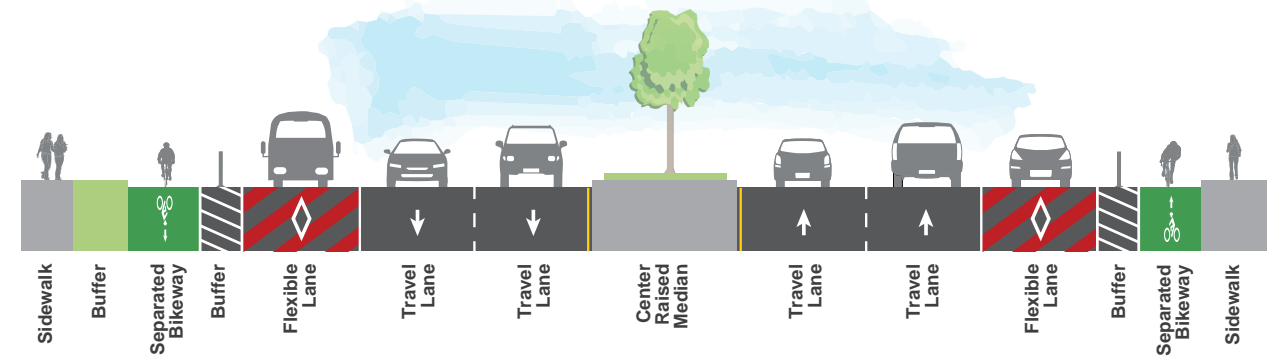 Sidewalk
Buffer
Separated
Bikeway
Buffer
Flexible
Lane
Travel
Lane
Travel
Lane
Center
Raised
Median
Travel
Lane
Travel
Lane
Flexible
Lane
Buffer
Separated
Bikeway
Sidewalk